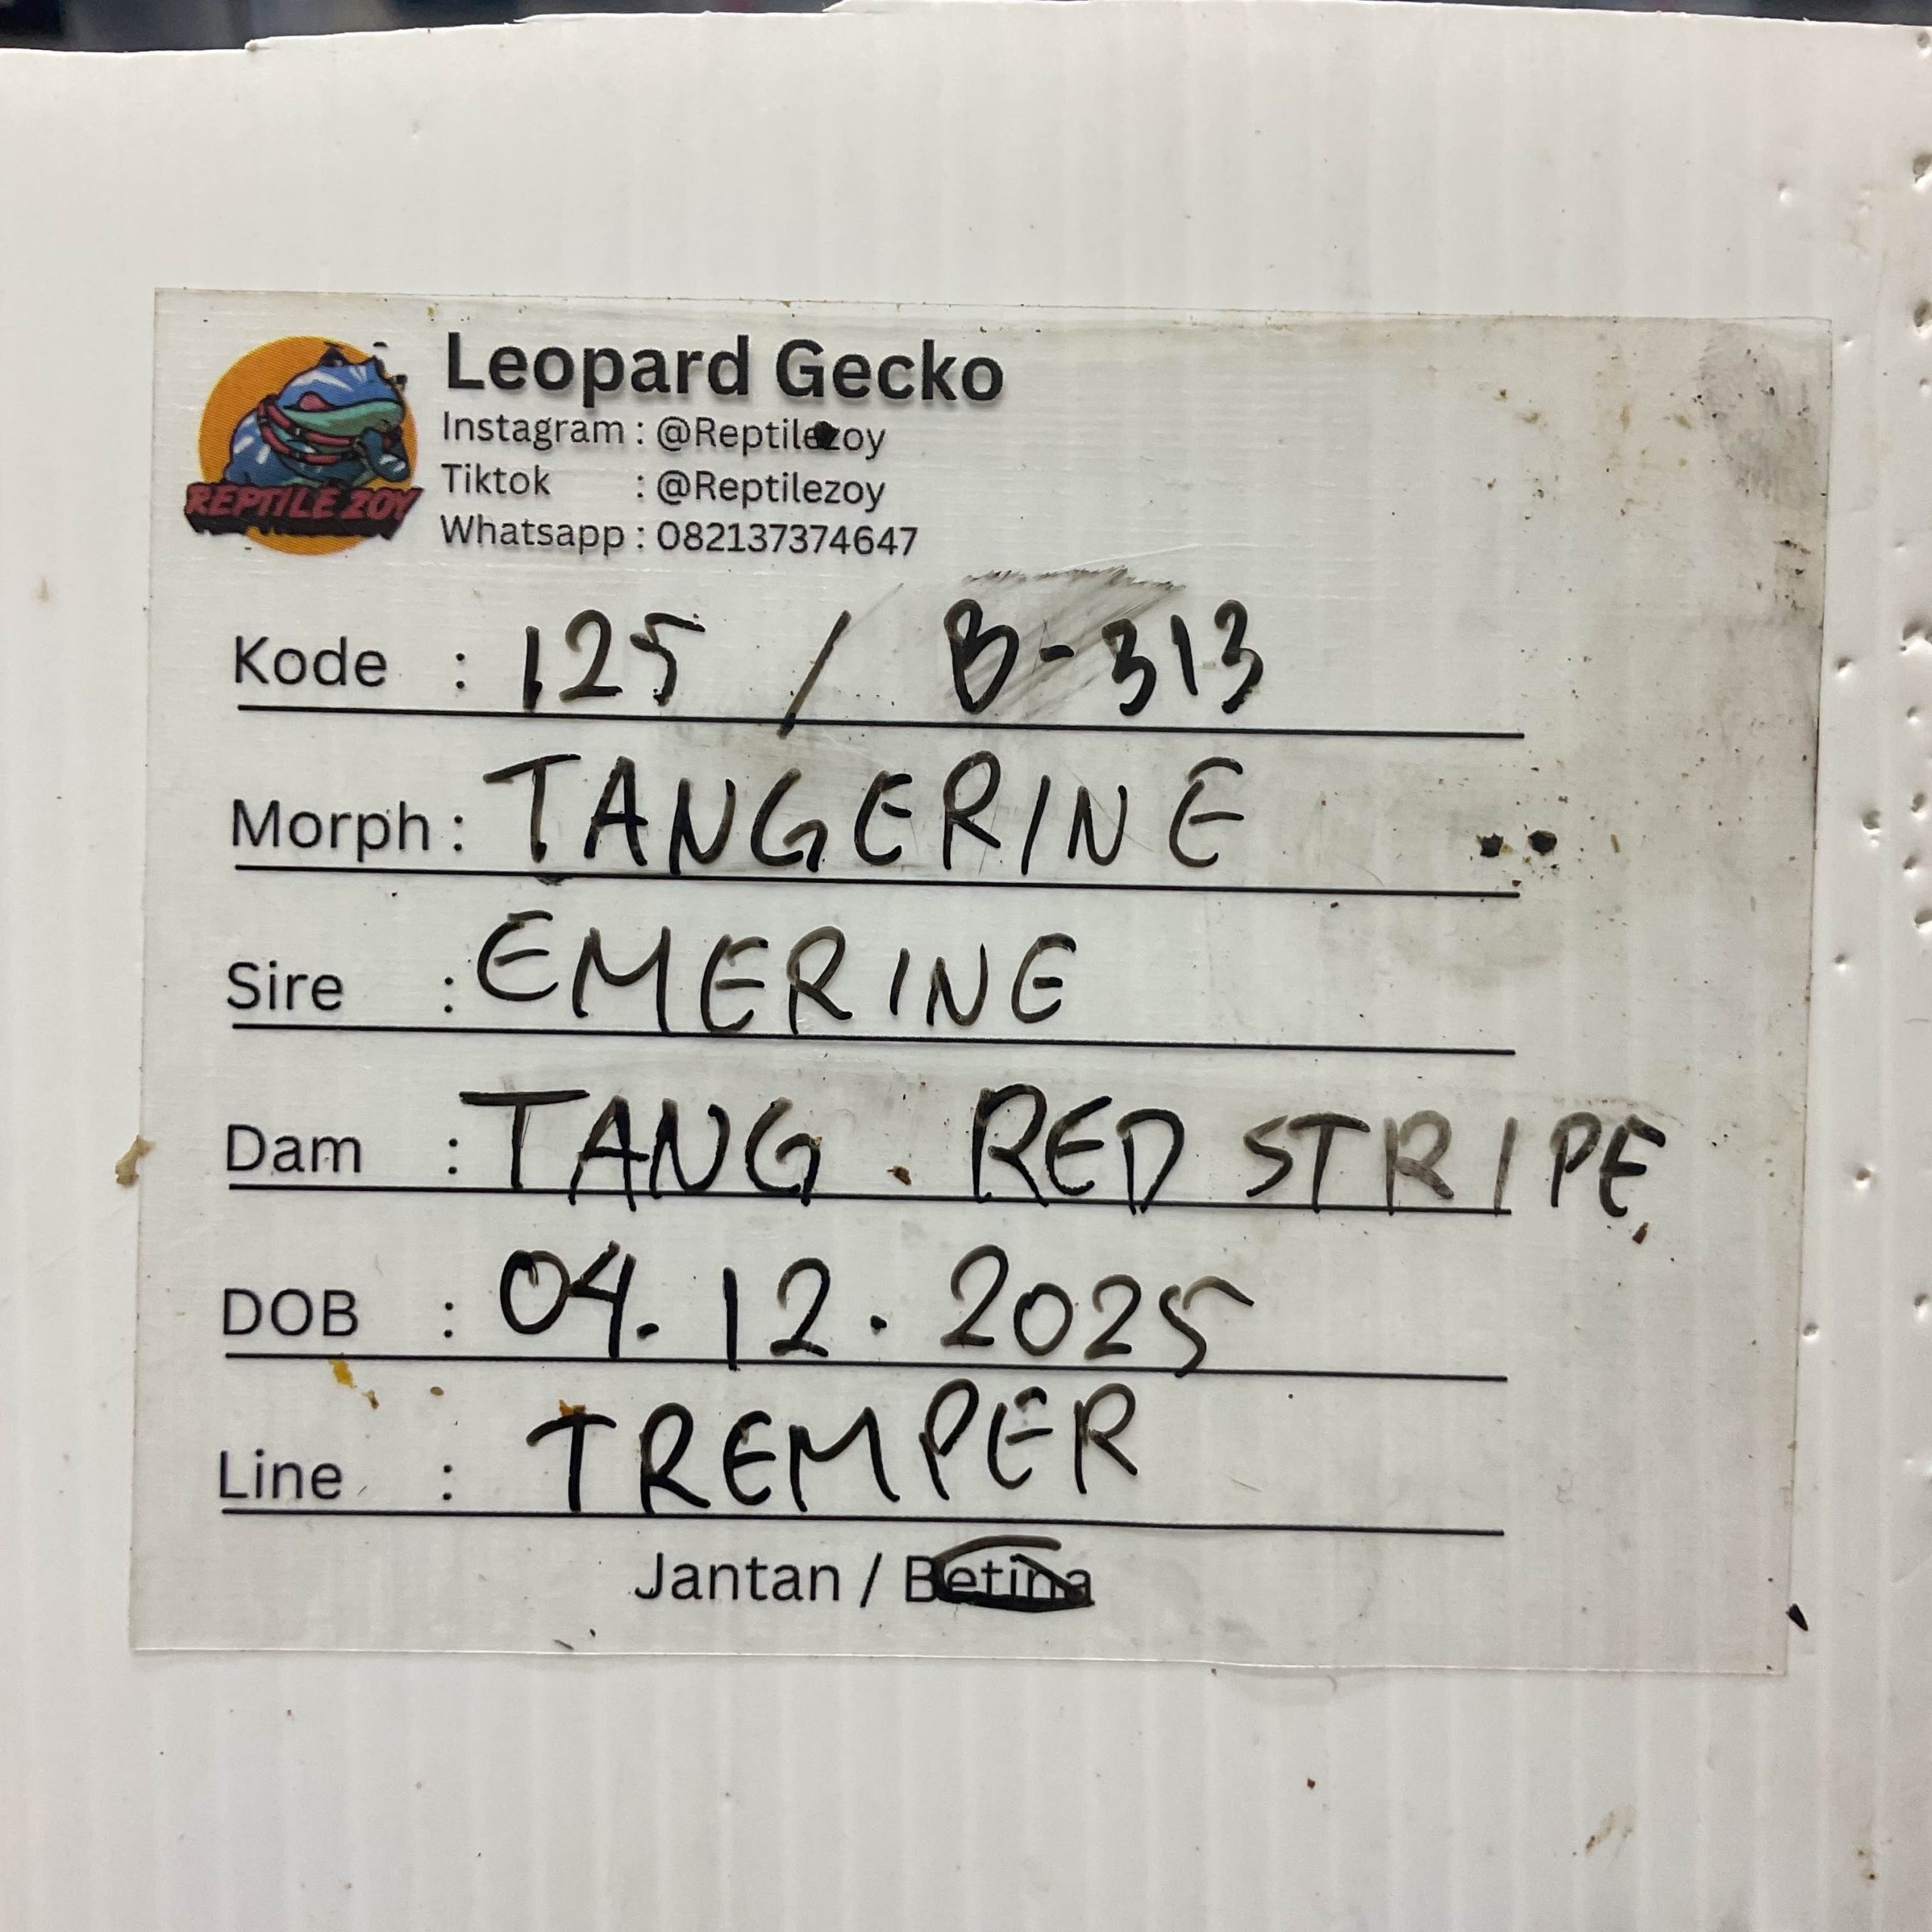 Leopard Gecko
Instagram : @Reptilezoy
Tiktok : @Reptilezoy
Whatsapp : 082137374647
REPTILE ZOY
Kode : 125 / B-313
Morph : TANGERINE
Sire : EMERINE
Dam : TANG . RED STRIPE
DOB : 04.12.2025
Line : TREMPER
Jantan / Betina